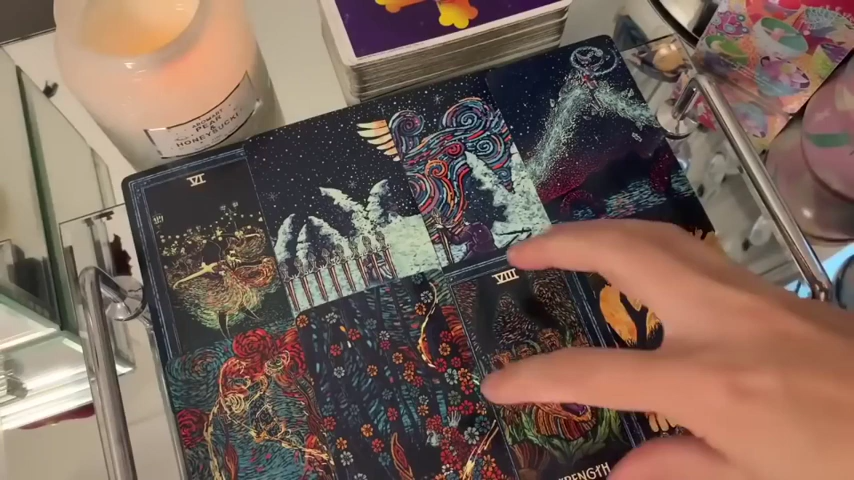 PEAR &
HONEYSUCKLE
VI
VIII
STRENGTH